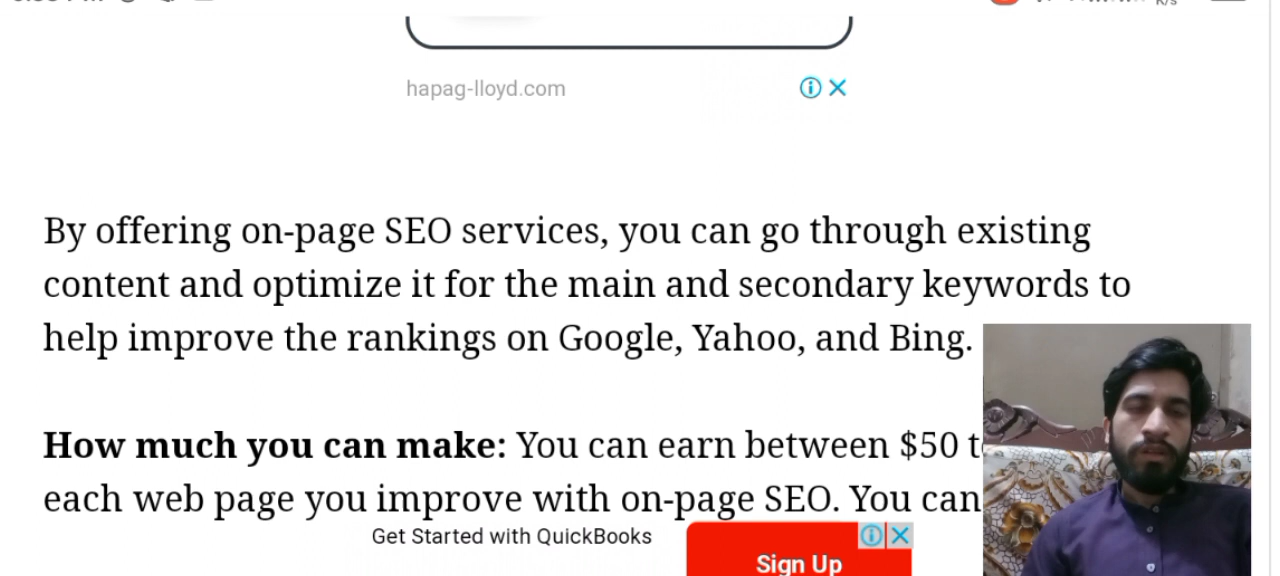 K/s
hapag-lloyd.com
By offering on-page SEO services, you can go through existing
content and optimize it for the main and secondary keywords to
help improve the rankings on Google, Yahoo, and Bing.
How much you can make: You can earn between $50
each web page you improve with on-page SEO. You can
Get Started with QuickBooks
Sign Up